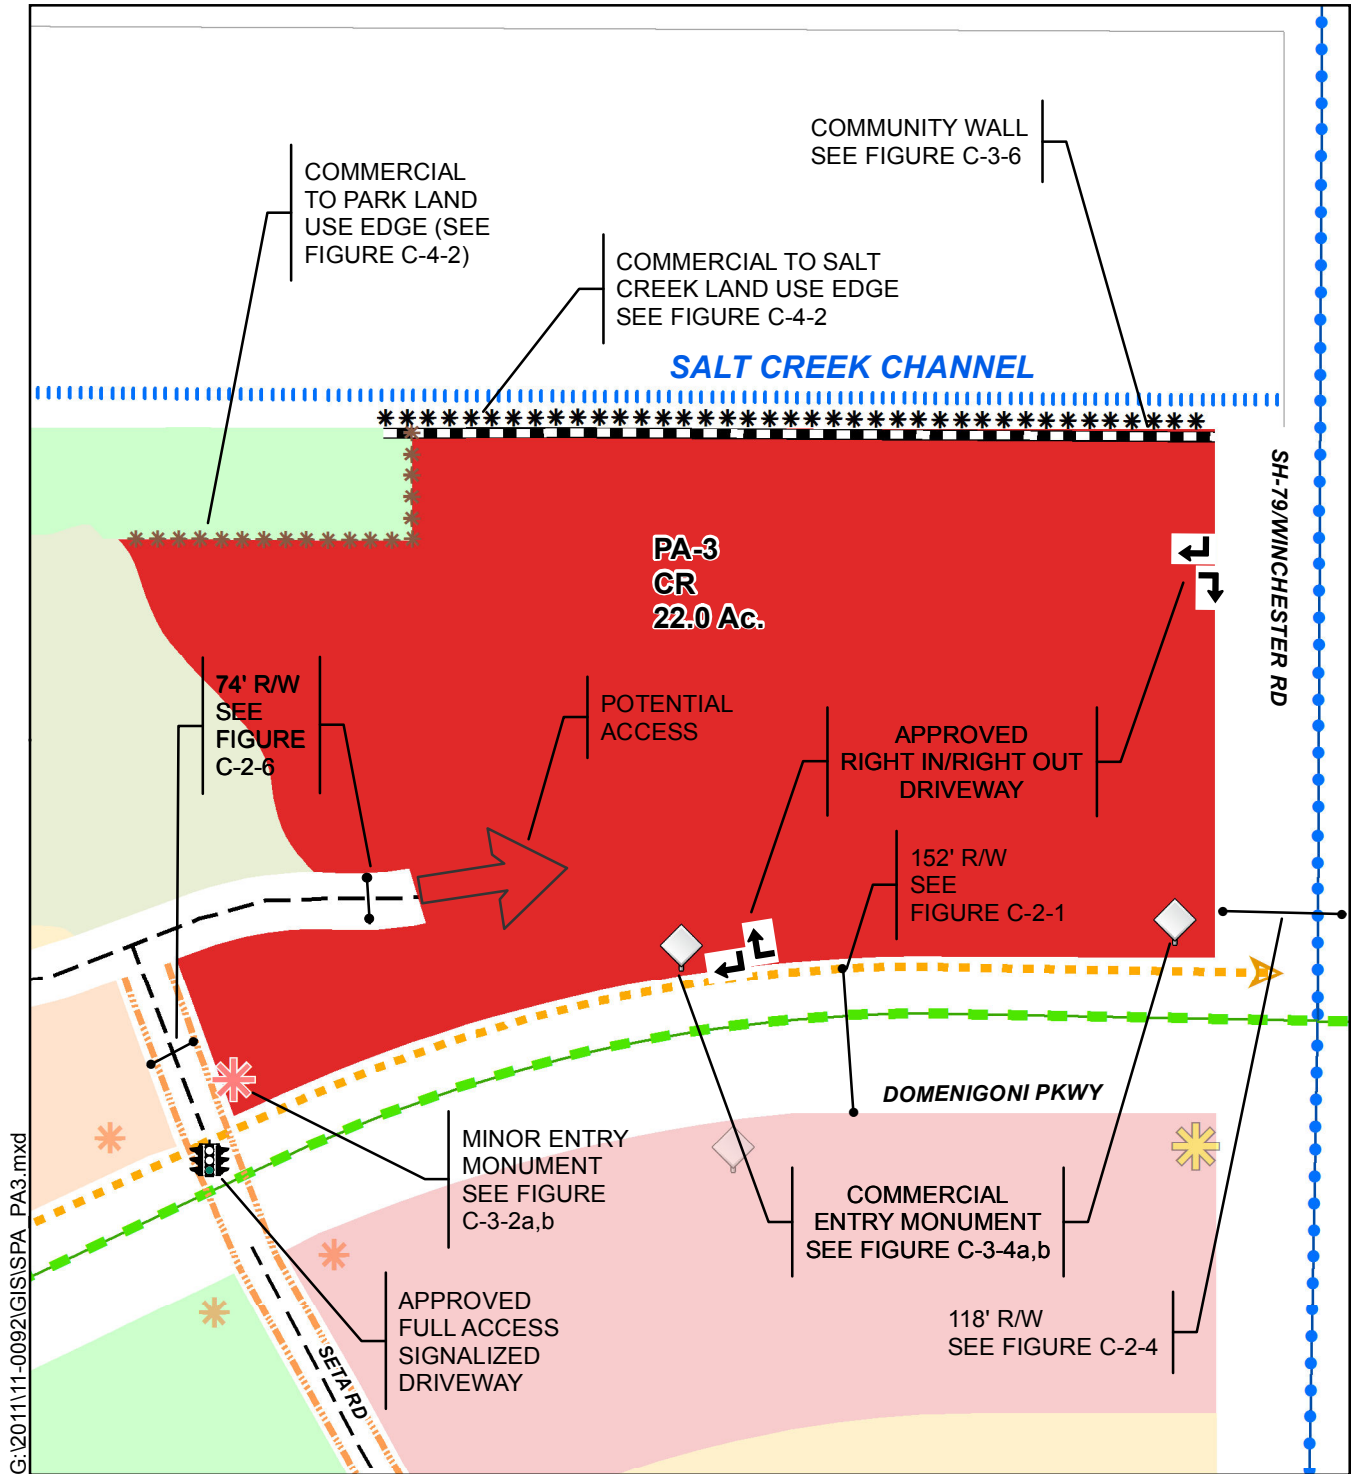 COMMUNITY WALL
SEE FIGURE C-3-6
COMMERCIAL
TO PARK LAND
USE EDGE (SEE
FIGURE C-4-2)
COMMERCIAL TO SALT
CREEK LAND USE EDGE
SEE FIGURE C-4-2
SALT CREEK CHANNEL
SH-79/WINCHESTER RD
PA-3
CR
22.0 Ac.
74' R/W
SEE
FIGURE
C-2-6
POTENTIAL
ACCESS
APPROVED
RIGHT IN/RIGHT OUT
DRIVEWAY
152' R/W
SEE
FIGURE C-2-1
DOMENIGONI PKWY
MINOR ENTRY
MONUMENT
SEE FIGURE
C-3-2a,b
COMMERCIAL
ENTRY MONUMENT
SEE FIGURE C-3-4a,b
APPROVED
FULL ACCESS
SIGNALIZED
DRIVEWAY
118' R/W
SEE FIGURE C-2-4
SETA RD
G:\2011\11-0092\GIS\SPA_PA3.mxd